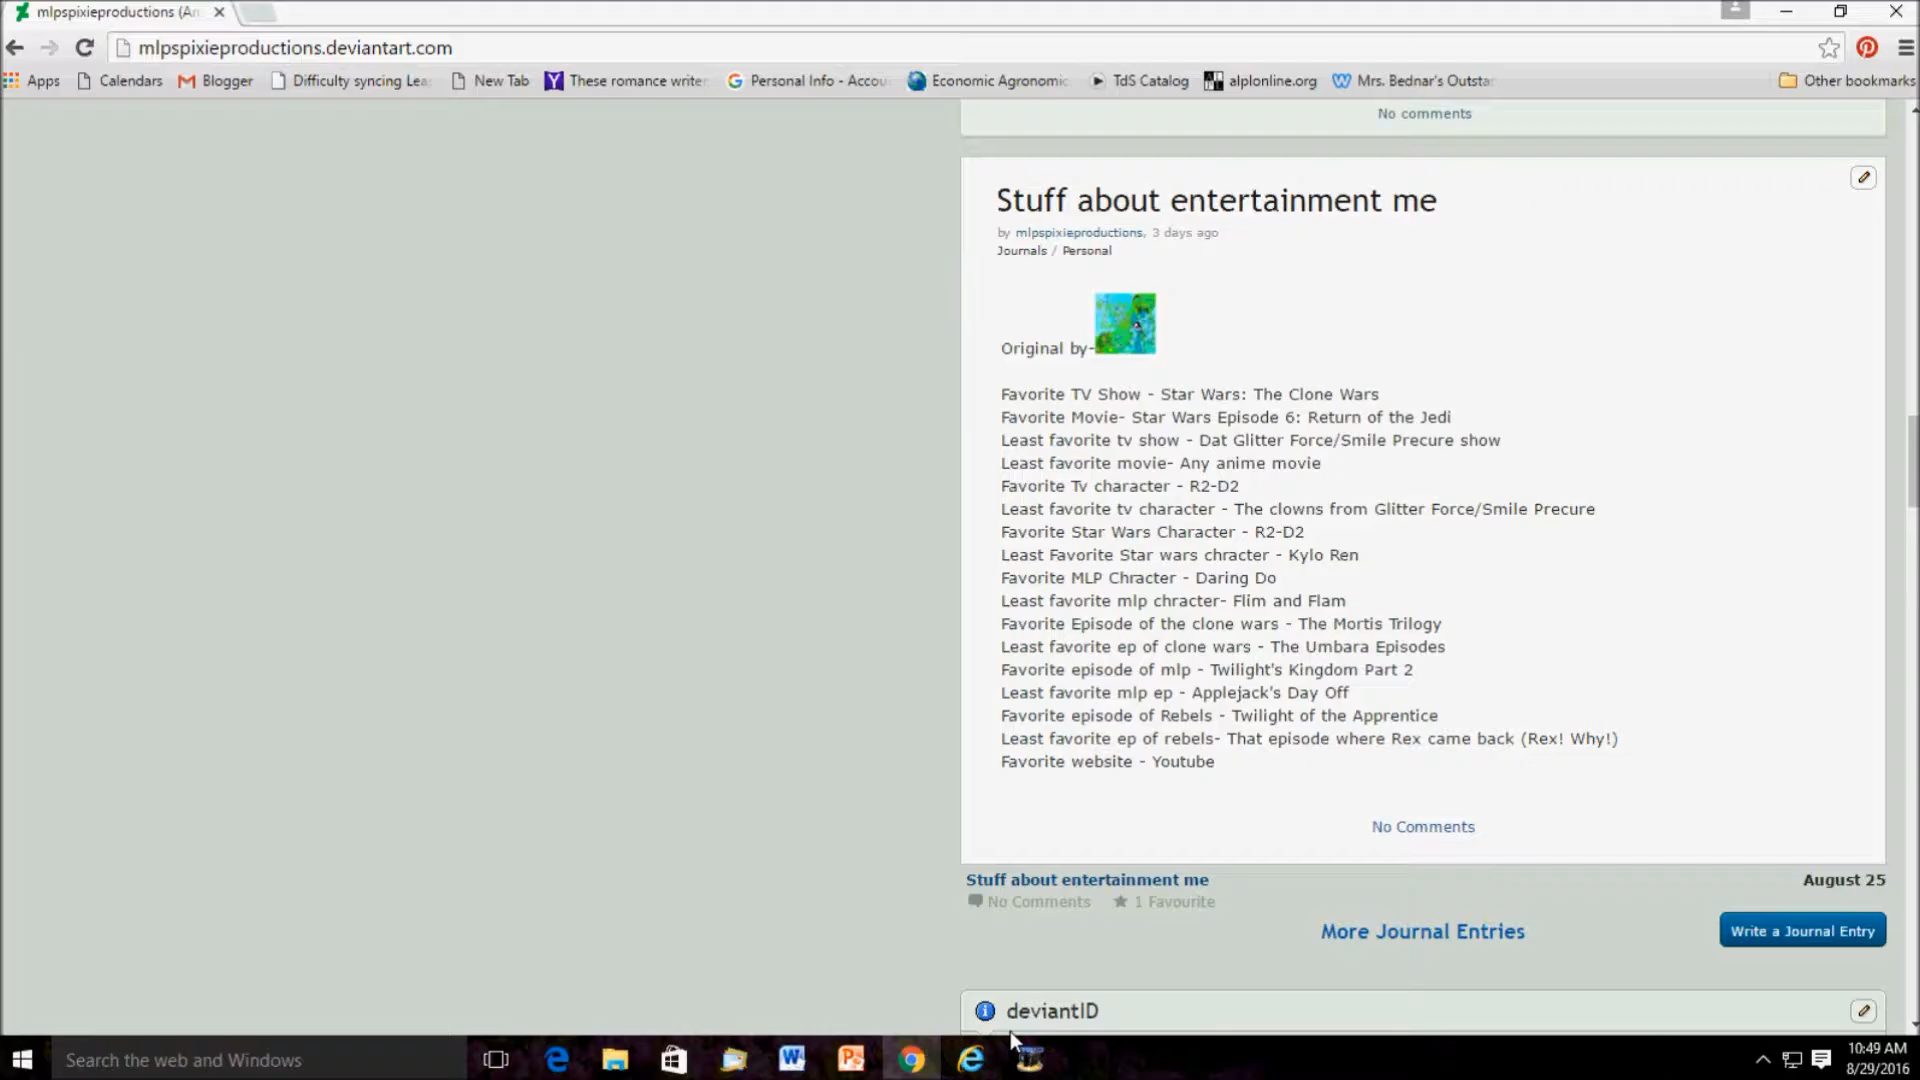 mlpspixieproductions (An
mlpspixieproductions.deviantart.com
Apps Calendars Blogger Difficulty syncing Lea New Tab These romance writer Personal Info - Accou Economic Agronomic TdS Catalog alplonline.org Mrs. Bednar's Outsta Other bookmarks
No comments
Stuff about entertainment me
by mlpspixieproductions, 3 days ago
Journals / Personal
Original by-
Favorite TV Show - Star Wars: The Clone Wars
Favorite Movie- Star Wars Episode 6: Return of the Jedi
Least favorite tv show - Dat Glitter Force/Smile Precure show
Least favorite movie- Any anime movie
Favorite Tv character - R2-D2
Least favorite tv character - The clowns from Glitter Force/Smile Precure
Favorite Star Wars Character - R2-D2
Least Favorite Star wars chracter - Kylo Ren
Favorite MLP Chracter - Daring Do
Least favorite mlp chracter- Flim and Flam
Favorite Episode of the clone wars - The Mortis Trilogy
Least favorite ep of clone wars - The Umbara Episodes
Favorite episode of mlp - Twilight's Kingdom Part 2
Least favorite mlp ep - Applejack's Day Off
Favorite episode of Rebels - Twilight of the Apprentice
Least favorite ep of rebels- That episode where Rex came back (Rex! Why!)
Favorite website - Youtube
No Comments
Stuff about entertainment me August 25
No Comments 1 Favourite
More Journal Entries Write a Journal Entry
deviantID
Search the web and Windows
10:49 AM
8/29/2016